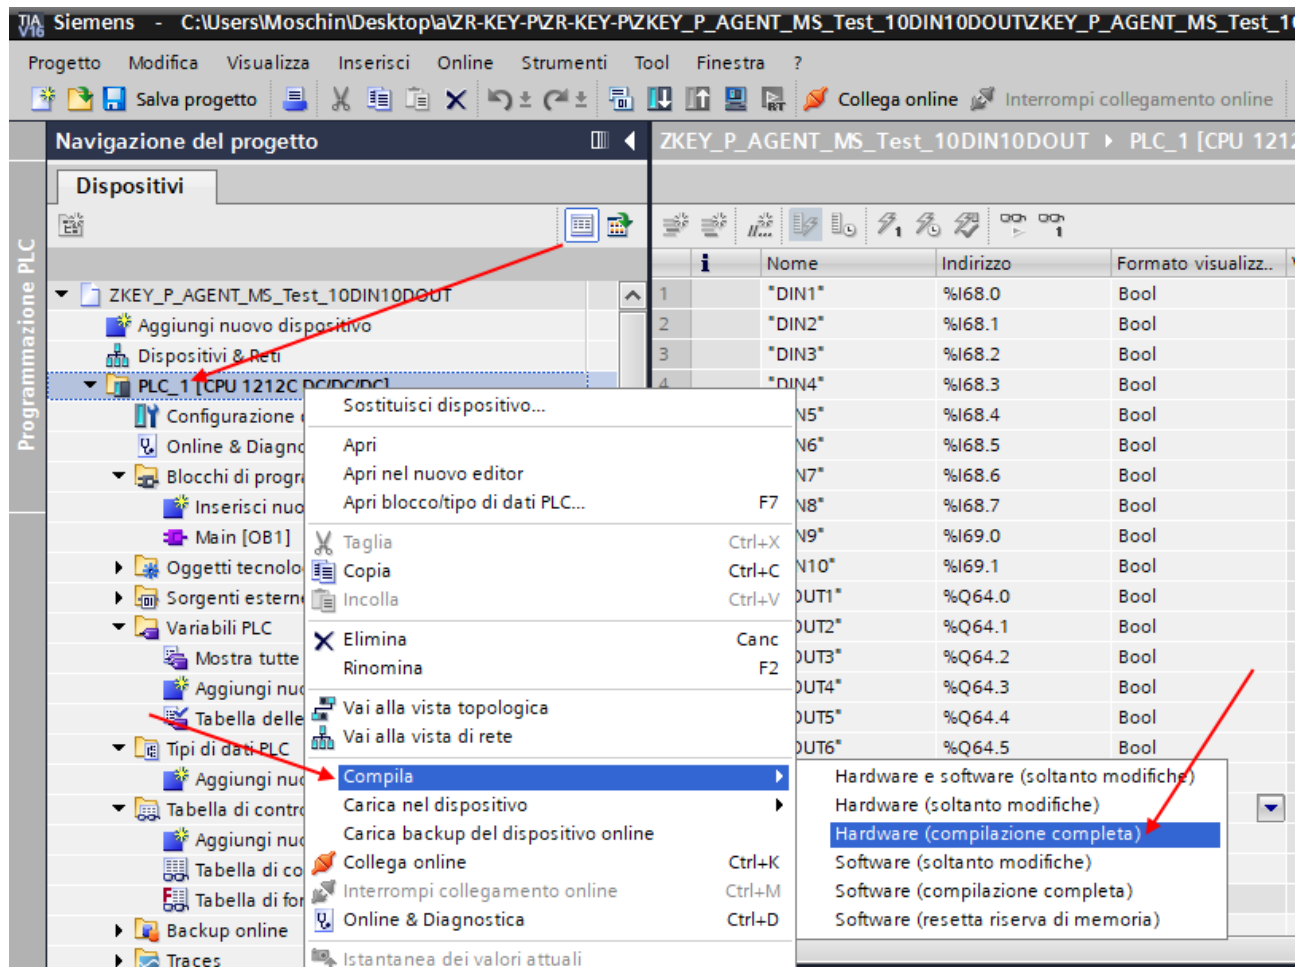 TIA V16 Siemens - C:\Users\Moschin\Desktop\a\ZR-KEY-P\ZR-KEY-P\ZKEY_P_AGENT_MS_Test_10DIN10DOUT\ZKEY_P_AGENT_MS_Test_1
Progetto Modifica Visualizza Inserisci Online Strumenti Tool Finestra ?
Salva progetto Collega online Interrompi collegamento online
Navigazione del progetto
ZKEY_P_AGENT_MS_Test_10DIN10DOUT PLC_1 [CPU 1212
Dispositivi
Programmazione PLC
i Nome Indirizzo Formato visualizz..
ZKEY_P_AGENT_MS_Test_10DIN10DOUT
Aggiungi nuovo dispositivo
Dispositivi & Reti
PLC_1 [CPU 1212C DC/DC/DC]
Configurazione
Online & Diagno
Blocchi di progr
Inserisci nuo
Main [OB1]
Oggetti tecnolo
Sorgenti estern
Variabili PLC
Mostra tutte
Aggiungi nuo
Tabella delle
Tipi di dati PLC
Aggiungi nuo
Tabella di contro
Aggiungi nuo
Tabella di co
Tabella di for
Backup online
Traces
1 "DIN1" %I68.0 Bool
2 "DIN2" %I68.1 Bool
3 "DIN3" %I68.2 Bool
4 "DIN4" %I68.3 Bool
N5" %I68.4 Bool
N6" %I68.5 Bool
N7" %I68.6 Bool
N8" %I68.7 Bool
N9" %I69.0 Bool
N10" %I69.1 Bool
OUT1" %Q64.0 Bool
OUT2" %Q64.1 Bool
OUT3" %Q64.2 Bool
OUT4" %Q64.3 Bool
OUT5" %Q64.4 Bool
OUT6" %Q64.5 Bool
Sostituisci dispositivo...
Apri
Apri nel nuovo editor
Apri blocco/tipo di dati PLC... F7
Taglia Ctrl+X
Copia Ctrl+C
Incolla Ctrl+V
Elimina Canc
Rinomina F2
Vai alla vista topologica
Vai alla vista di rete
Compila
Carica nel dispositivo
Carica backup del dispositivo online
Collega online Ctrl+K
Interrompi collegamento online Ctrl+M
Online & Diagnostica Ctrl+D
Istantanea dei valori attuali
Hardware e software (soltanto modifiche)
Hardware (soltanto modifiche)
Hardware (compilazione completa)
Software (soltanto modifiche)
Software (compilazione completa)
Software (resetta riserva di memoria)